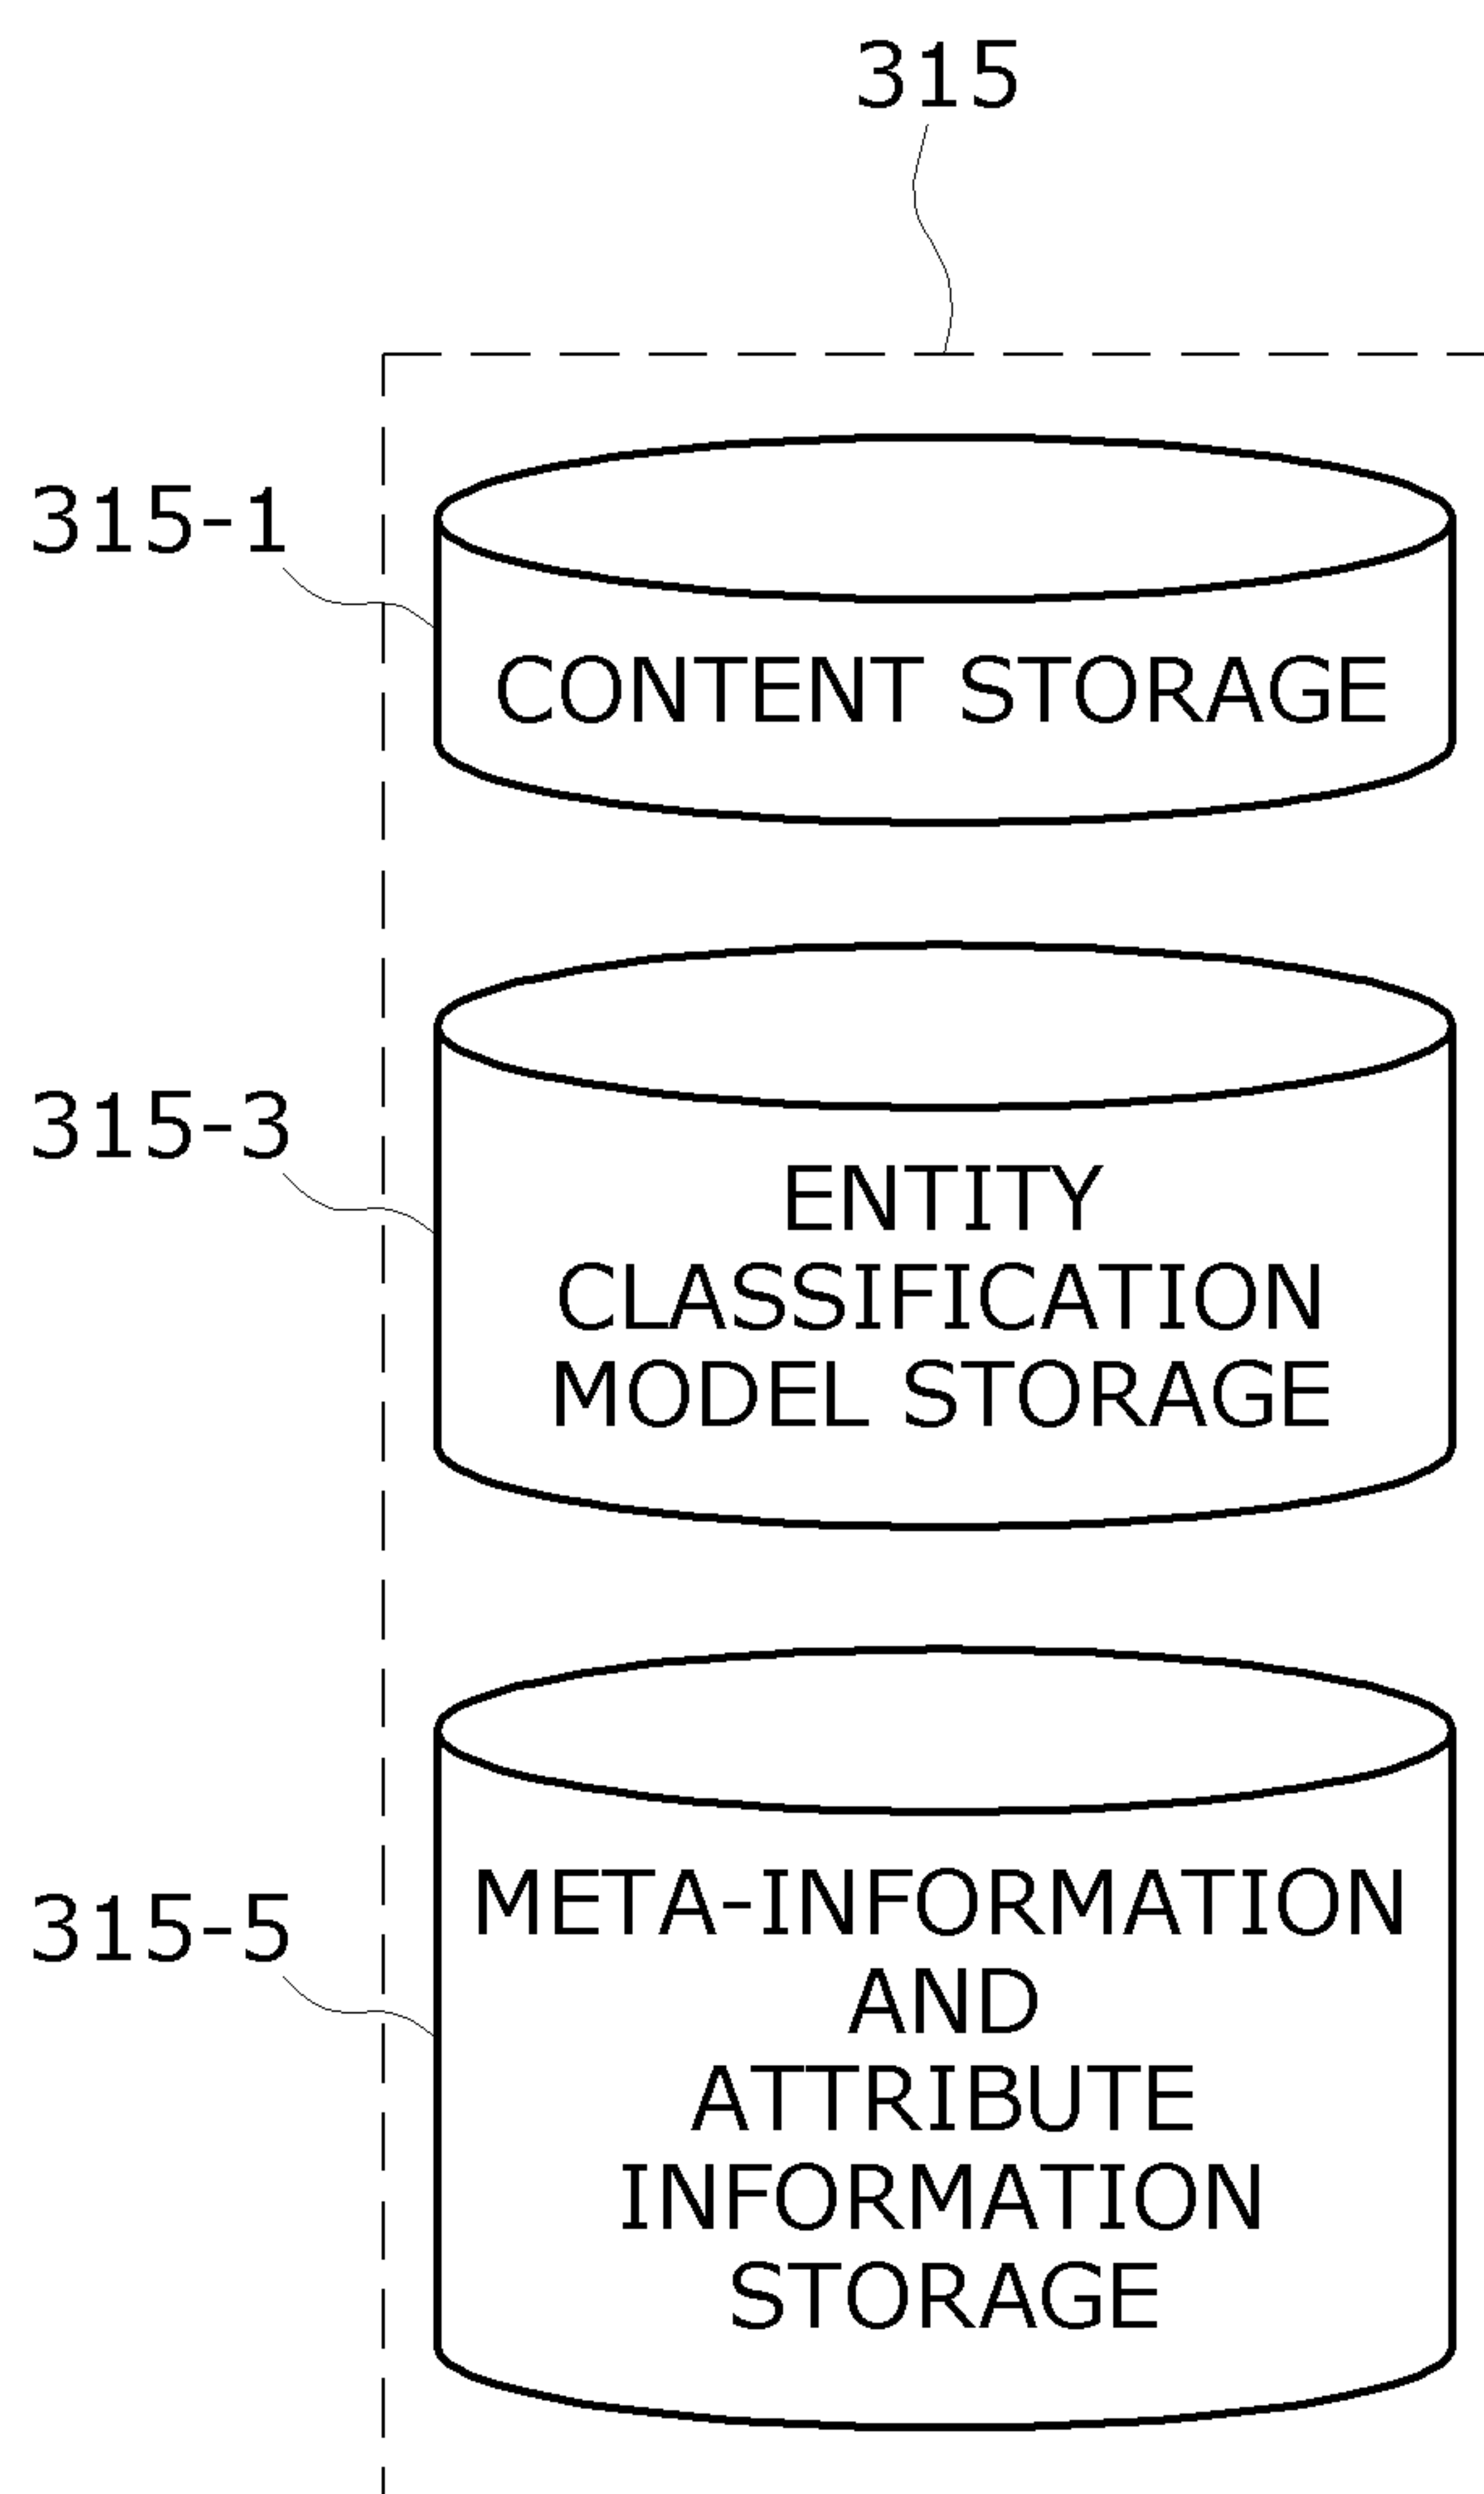 315
315-1
CONTENT STORAGE
315-3
ENTITY
CLASSIFICATION
MODEL STORAGE
315-5
META-INFORMATION
AND
ATTRIBUTE
INFORMATION
STORAGE